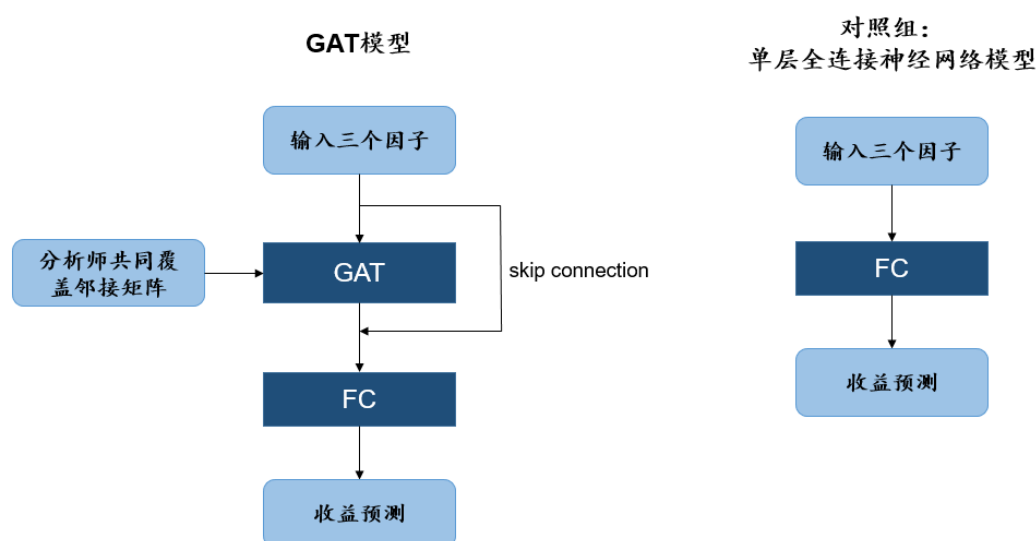 GAT模型
输入三个因子
分析师共同覆
盖邻接矩阵
GAT
skip connection
FC
收益预测
对照组：
单层全连接神经网络模型
输入三个因子
FC
收益预测